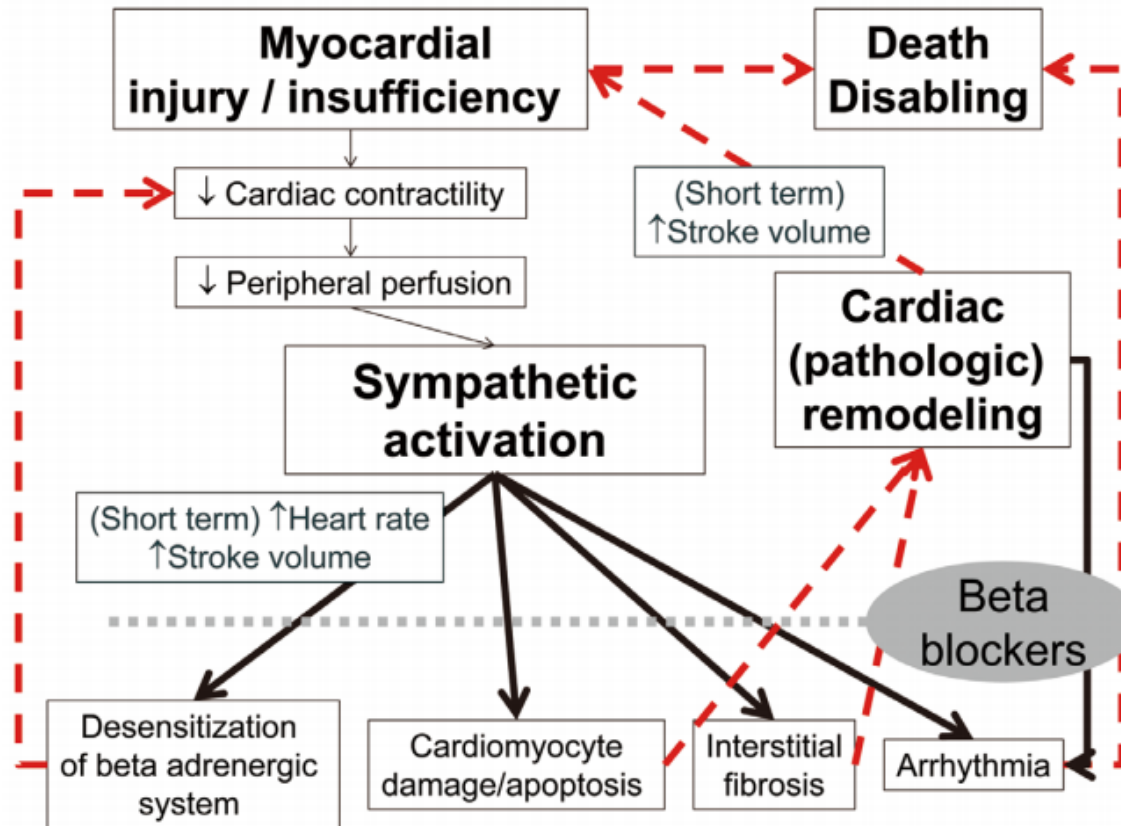 Myocardial
injury / insufficiency
Death
Disabling
↓ Cardiac contractility
(Short term)
↑Stroke volume
↓ Peripheral perfusion
Cardiac
(pathologic)
remodeling
Sympathetic
activation
(Short term) ↑Heart rate
↑Stroke volume
Beta
blockers
Desensitization
of beta adrenergic
system
Cardiomyocyte
damage/apoptosis
Interstitial
fibrosis
Arrhythmia